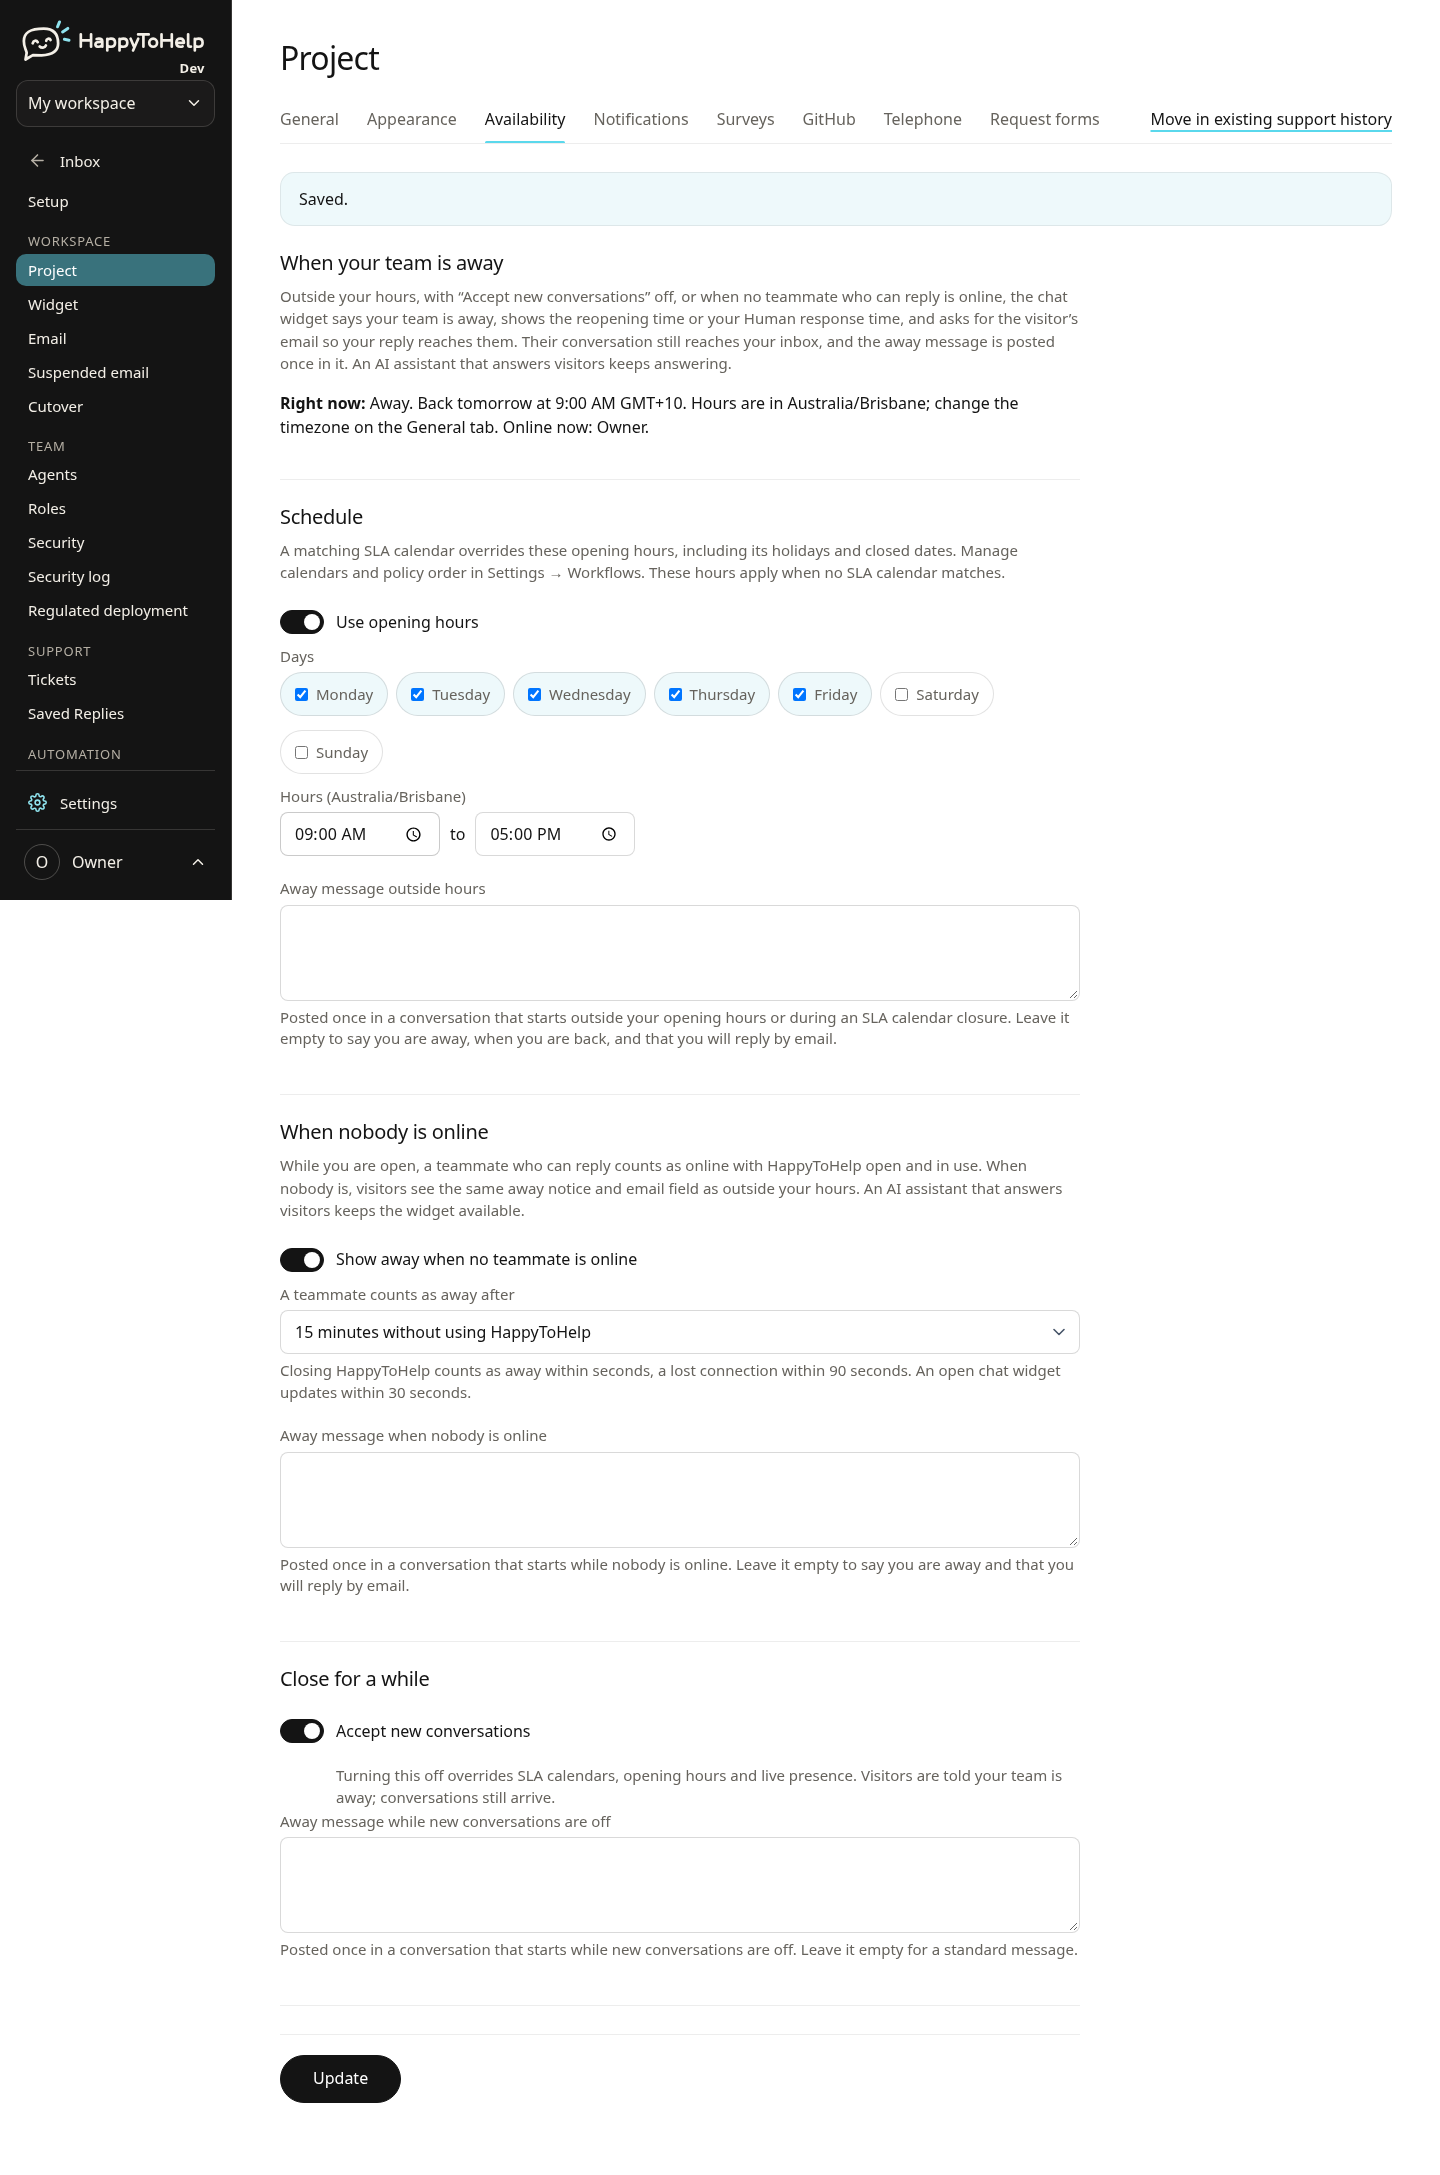 HappyToHelp
Dev
My workspace
Inbox
Setup
WORKSPACE
Project
Widget
Email
Suspended email
Cutover
TEAM
Agents
Roles
Security
Security log
Regulated deployment
SUPPORT
Tickets
Saved Replies
AUTOMATION
Settings
O Owner
Project
General Appearance Availability Notifications Surveys GitHub Telephone Request forms Move in existing support history
Saved.
When your team is away
Outside your hours, with “Accept new conversations” off, or when no teammate who can reply is online, the chat
widget says your team is away, shows the reopening time or your Human response time, and asks for the visitor’s
email so your reply reaches them. Their conversation still reaches your inbox, and the away message is posted
once in it. An AI assistant that answers visitors keeps answering.
Right now: Away. Back tomorrow at 9:00 AM GMT+10. Hours are in Australia/Brisbane; change the
timezone on the General tab. Online now: Owner.
Schedule
A matching SLA calendar overrides these opening hours, including its holidays and closed dates. Manage
calendars and policy order in Settings → Workflows. These hours apply when no SLA calendar matches.
Use opening hours
Days
Monday Tuesday Wednesday Thursday Friday Saturday
Sunday
Hours (Australia/Brisbane)
09:00 AM to 05:00 PM
Away message outside hours
Posted once in a conversation that starts outside your opening hours or during an SLA calendar closure. Leave it
empty to say you are away, when you are back, and that you will reply by email.
When nobody is online
While you are open, a teammate who can reply counts as online with HappyToHelp open and in use. When
nobody is, visitors see the same away notice and email field as outside your hours. An AI assistant that answers
visitors keeps the widget available.
Show away when no teammate is online
A teammate counts as away after
15 minutes without using HappyToHelp
Closing HappyToHelp counts as away within seconds, a lost connection within 90 seconds. An open chat widget
updates within 30 seconds.
Away message when nobody is online
Posted once in a conversation that starts while nobody is online. Leave it empty to say you are away and that you
will reply by email.
Close for a while
Accept new conversations
Turning this off overrides SLA calendars, opening hours and live presence. Visitors are told your team is
away; conversations still arrive.
Away message while new conversations are off
Posted once in a conversation that starts while new conversations are off. Leave it empty for a standard message.
Update